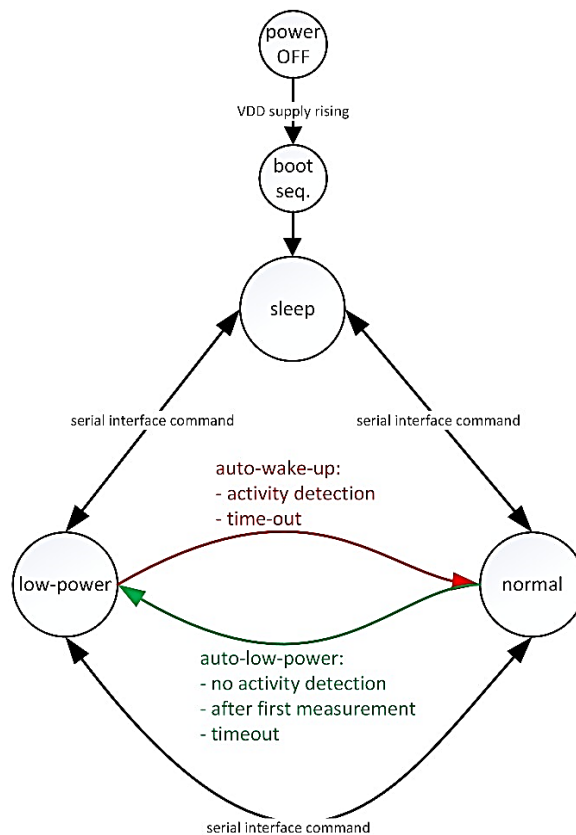 power
OFF
VDD supply rising
boot
seq.
sleep
serial interface command
serial interface command
auto-wake-up:
- activity detection
- time-out
low-power
normal
auto-low-power:
- no activity detection
- after first measurement
- timeout
serial interface command